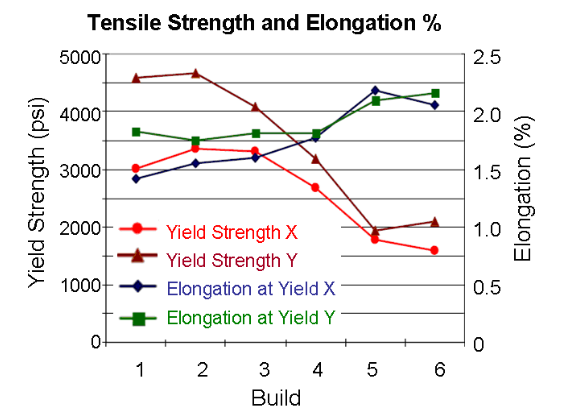 Tensile Strength and Elongation %
5000
4000
3000
2000
1000
0
Yield Strength (psi)
2.5
2.0
1.5
1.0
0.5
0
Elongation (%)
Yield Strength X
Yield Strength Y
Elongation at Yield X
Elongation at Yield Y
1 2 3 4 5 6
Build